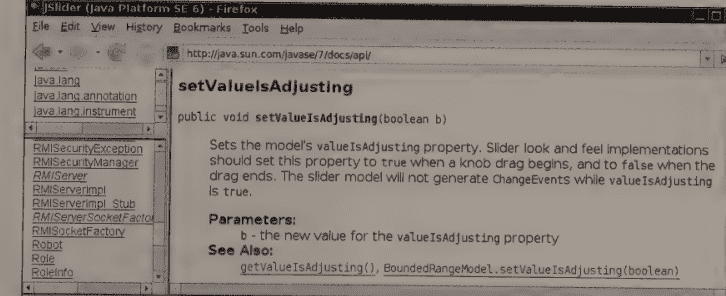 JSlider (Java Platform SE 6) - Firefox
File Edit View History Bookmarks Tools Help
http://java.sun.com/javase/7/docs/api/
java.lang
java.lang.annotation
java.lang.instrument
RMISecurityException
RMISecurityManager
RMIServer
RMIServerImpl
RMIServerImpl_Stub
RMIServerSocketFactor
RMISocketFactory
Robot
Role
RoleInfo
setValueIsAdjusting
public void setValueIsAdjusting(boolean b)
Sets the model's valueIsAdjusting property. Slider look and feel implementations
should set this property to true when a knob drag begins, and to false when the
drag ends. The slider model will not generate ChangeEvents while valueIsAdjusting
is true.
Parameters:
b - the new value for the valueIsAdjusting property
See Also:
getValueIsAdjusting(), BoundedRangeModel.setValueIsAdjusting(boolean)